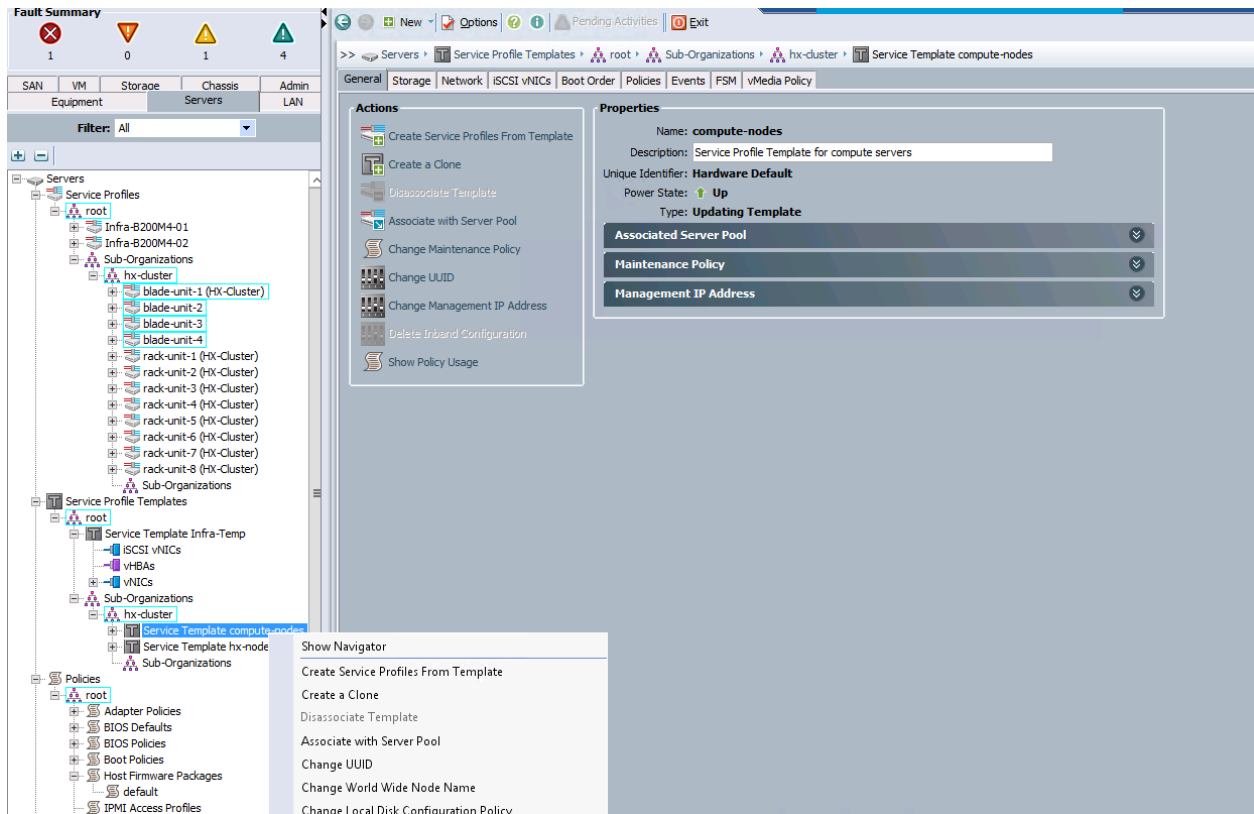 Fault Summary
1 0 1 4
SAN VM Storage Chassis Admin
Equipment Servers LAN
Filter: All
Servers
Service Profiles
root
Infra-B200M4-01
Infra-B200M4-02
Sub-Organizations
hx-cluster
blade-unit-1 (HX-Cluster)
blade-unit-2
blade-unit-3
blade-unit-4
rack-unit-1 (HX-Cluster)
rack-unit-2 (HX-Cluster)
rack-unit-3 (HX-Cluster)
rack-unit-4 (HX-Cluster)
rack-unit-5 (HX-Cluster)
rack-unit-6 (HX-Cluster)
rack-unit-7 (HX-Cluster)
rack-unit-8 (HX-Cluster)
Sub-Organizations
Service Profile Templates
root
Service Template Infra-Temp
iSCSI vNICs
vHBAs
vNICs
Sub-Organizations
hx-cluster
Service Template compute-nodes
Service Template hx-node
Sub-Organizations
Policies
root
Adapter Policies
BIOS Defaults
BIOS Policies
Boot Policies
Host Firmware Packages
default
IPMI Access Profiles
New Options Pending Activities Exit
>> Servers Service Profile Templates root Sub-Organizations hx-cluster Service Template compute-nodes
General Storage Network iSCSI vNICs Boot Order Policies Events FSM vMedia Policy
Actions
Create Service Profiles From Template
Create a Clone
Disassociate Template
Associate with Server Pool
Change Maintenance Policy
Change UUID
Change Management IP Address
Delete Inband Configuration
Show Policy Usage
Properties
Name: compute-nodes
Description: Service Profile Template for compute servers
Unique Identifier: Hardware Default
Power State: Up
Type: Updating Template
Associated Server Pool
Maintenance Policy
Management IP Address
Show Navigator
Create Service Profiles From Template
Create a Clone
Disassociate Template
Associate with Server Pool
Change UUID
Change World Wide Node Name
Change Local Disk Configuration Policy